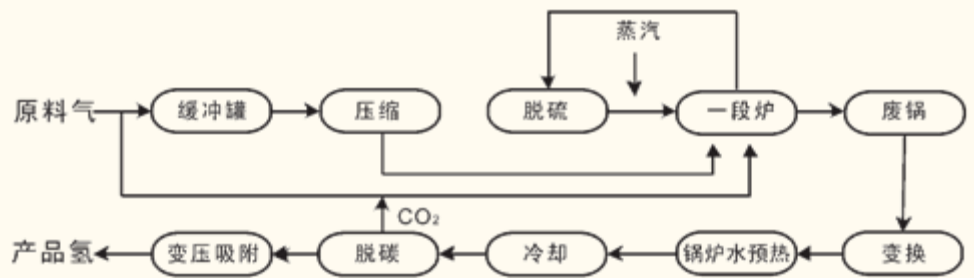 蒸汽
原料气
缓冲罐
压缩
脱硫
一段炉
废锅
CO₂
产品氢
变压吸附
脱碳
冷却
锅炉水预热
变换